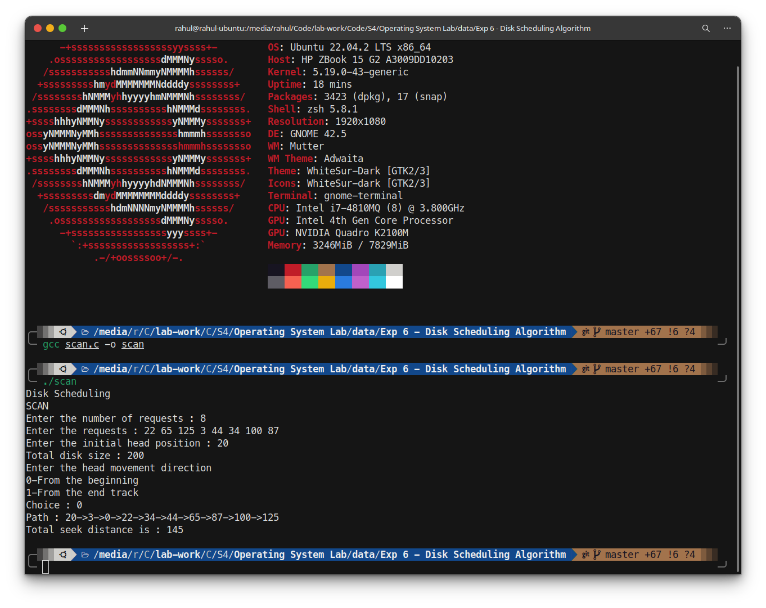 rahul@rahul-ubuntu:/media/rahul/Code/lab-work/Code/S4/Operating System Lab/data/Exp 6 - Disk Scheduling Algorithm
-+ssssssssssssssssssyyssss+- OS: Ubuntu 22.04.2 LTS x86_64
.ossssssssssssssssssdMMMNysssso. Host: HP ZBook 15 G2 A3009DD10203
/ssssssssssshdmmNNmmyNMMMMhssssss/ Kernel: 5.19.0-43-generic
+ssssssssshmydMMMMMMMNddddyssssssss+ Uptime: 18 mins
/sssssssshNMMMyhhyyyyhmNMMMNhssssssss/ Packages: 3423 (dpkg), 17 (snap)
.ssssssssdMMMNhsssssssssshNMMMdssssssss. Shell: zsh 5.8.1
+sssshhhyNMMNyssssssssssssyNMMMysssssss+ Resolution: 1920x1080
ossyNMMMNyMMhsssssssssssssshmmmhssssssso DE: GNOME 42.5
ossyNMMMNyMMhsssssssssssssshmmmhssssssso WM: Mutter
+sssshhhyNMMNyssssssssssssyNMMMysssssss+ WM Theme: Adwaita
.ssssssssdMMMNhsssssssssshNMMMdssssssss. Theme: WhiteSur-Dark [GTK2/3]
/sssssssshNMMMyhhyyyyhdNMMMNhssssssss/ Icons: WhiteSur-Dark [GTK2/3]
+sssssssssdmydMMMMMMMMddddyssssssss+ Terminal: gnome-terminal
/ssssssssssshdmNNNNmyNMMMMhssssss/ CPU: Intel i7-4810MQ (8) @ 3.800GHz
.ossssssssssssssssssdMMMNysssso. GPU: Intel 4th Gen Core Processor
-+sssssssssssssssssyyyssss+- GPU: NVIDIA Quadro K2100M
`:+ssssssssssssssssss+:` Memory: 3246MiB / 7829MiB
.-/+oossssoo+/-.
/media/r/C/lab-work/C/S4/Operating System Lab/data/Exp 6 - Disk Scheduling Algorithm master +67 !6 ?4
gcc scan.c -o scan
/media/r/C/lab-work/C/S4/Operating System Lab/data/Exp 6 - Disk Scheduling Algorithm master +67 !6 ?4
./scan
Disk Scheduling
SCAN
Enter the number of requests : 8
Enter the requests : 22 65 125 3 44 34 100 87
Enter the initial head position : 20
Total disk size : 200
Enter the head movement direction
0-From the beginning
1-From the end track
Choice : 0
Path : 20->3->0->22->34->44->65->87->100->125
Total seek distance is : 145
/media/r/C/lab-work/C/S4/Operating System Lab/data/Exp 6 - Disk Scheduling Algorithm master +67 !6 ?4